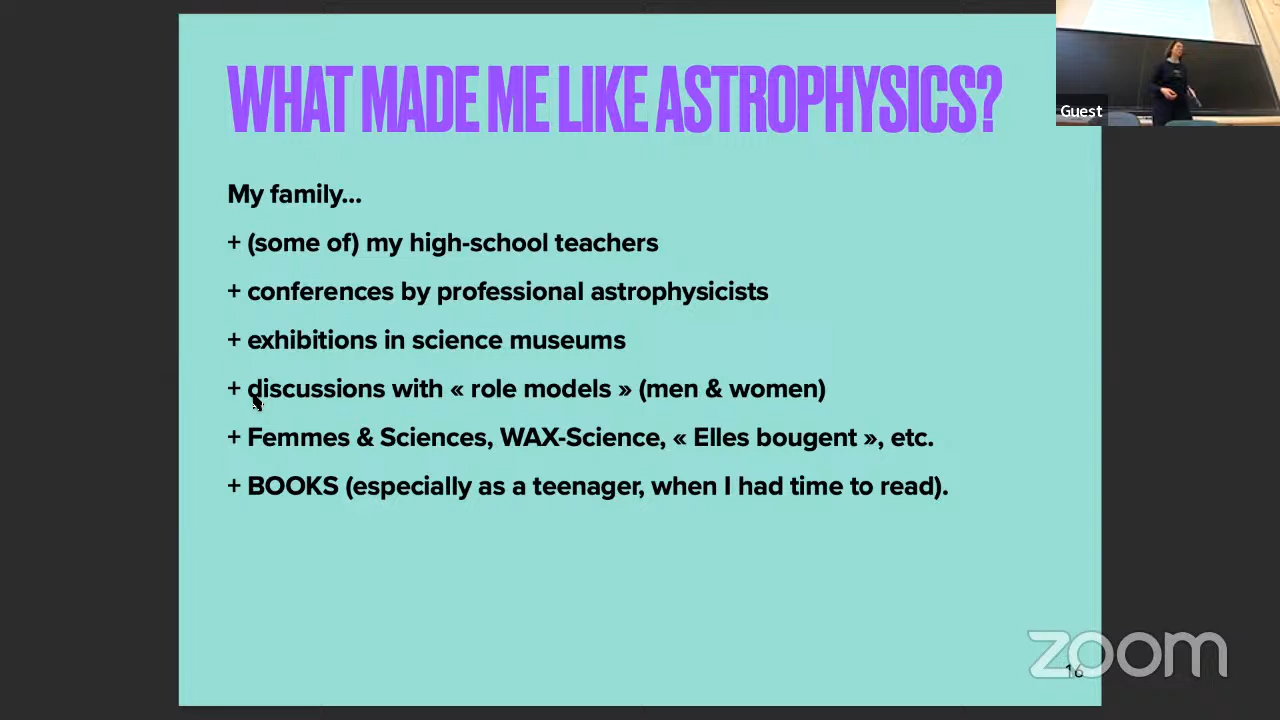 WHAT MADE ME LIKE ASTROPHYSICS?
Guest
My family...
+ (some of) my high-school teachers
+ conferences by professional astrophysicists
+ exhibitions in science museums
+ discussions with « role models » (men & women)
+ Femmes & Sciences, WAX-Science, « Elles bougent », etc.
+ BOOKS (especially as a teenager, when I had time to read).
zoom
16